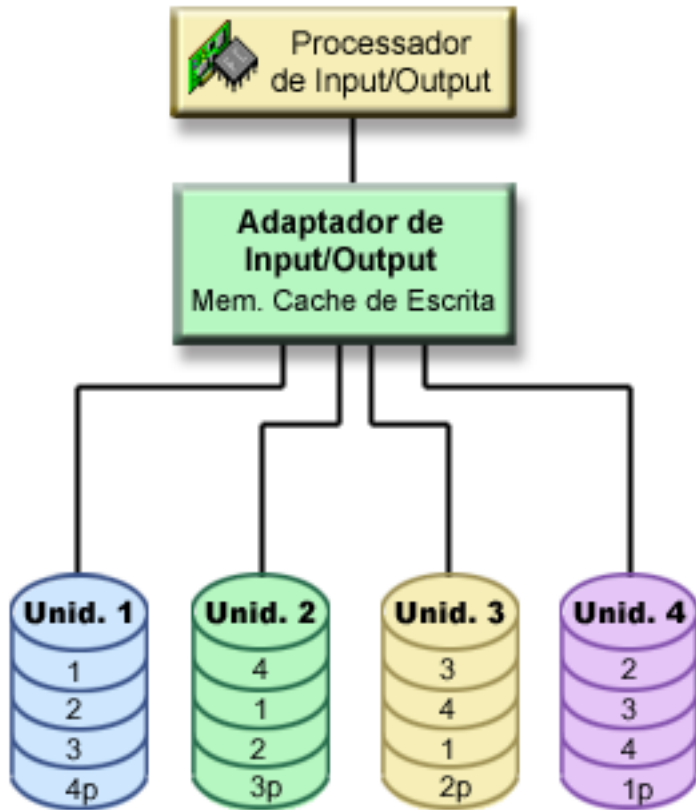 Processador
de Input/Output
Adaptador de
Input/Output
Mem. Cache de Escrita
Unid. 1
1
2
3
4p
Unid. 2
4
1
2
3p
Unid. 3
3
4
1
2p
Unid. 4
2
3
4
1p